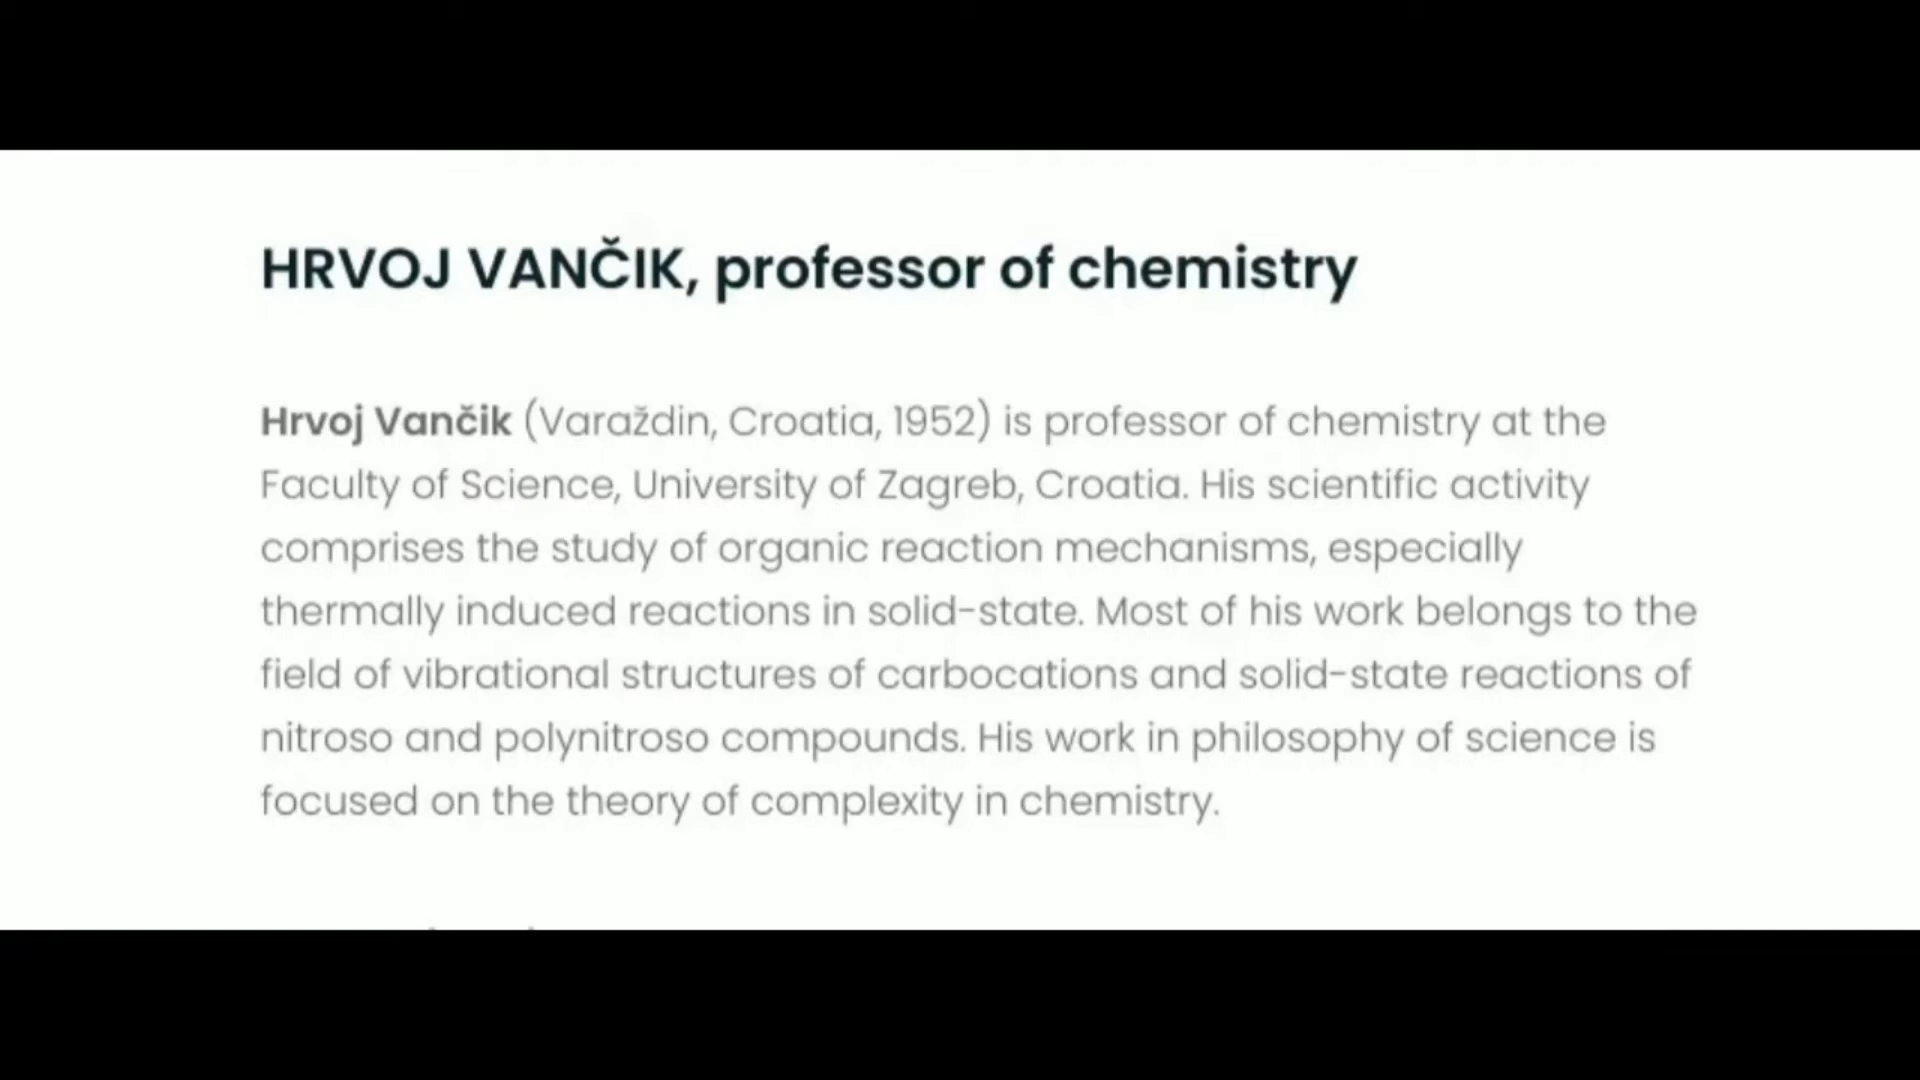 HRVOJ VANČIK, professor of chemistry
Hrvoj Vančik (Varaždin, Croatia, 1952) is professor of chemistry at the
Faculty of Science, University of Zagreb, Croatia. His scientific activity
comprises the study of organic reaction mechanisms, especially
thermally induced reactions in solid-state. Most of his work belongs to the
field of vibrational structures of carbocations and solid-state reactions of
nitroso and polynitroso compounds. His work in philosophy of science is
focused on the theory of complexity in chemistry.